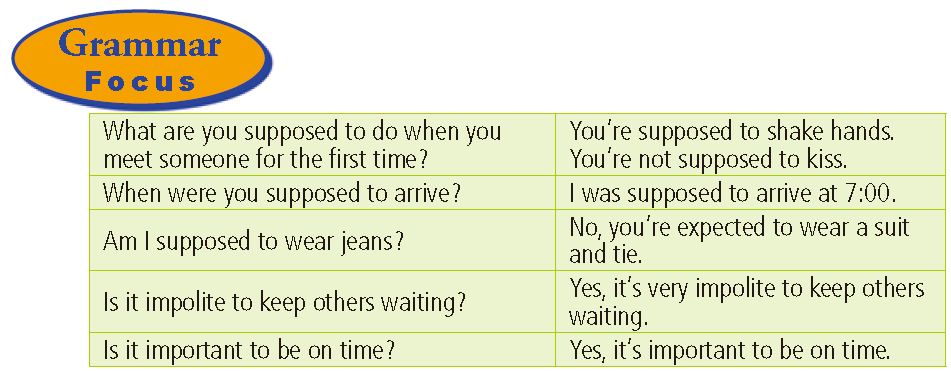 Grammar
Focus
What are you supposed to do when you
meet someone for the first time?
You're supposed to shake hands.
You're not supposed to kiss.
When were you supposed to arrive?
I was supposed to arrive at 7:00.
Am I supposed to wear jeans?
No, you're expected to wear a suit
and tie.
Is it impolite to keep others waiting?
Yes, it's very impolite to keep others
waiting.
Is it important to be on time?
Yes, it's important to be on time.